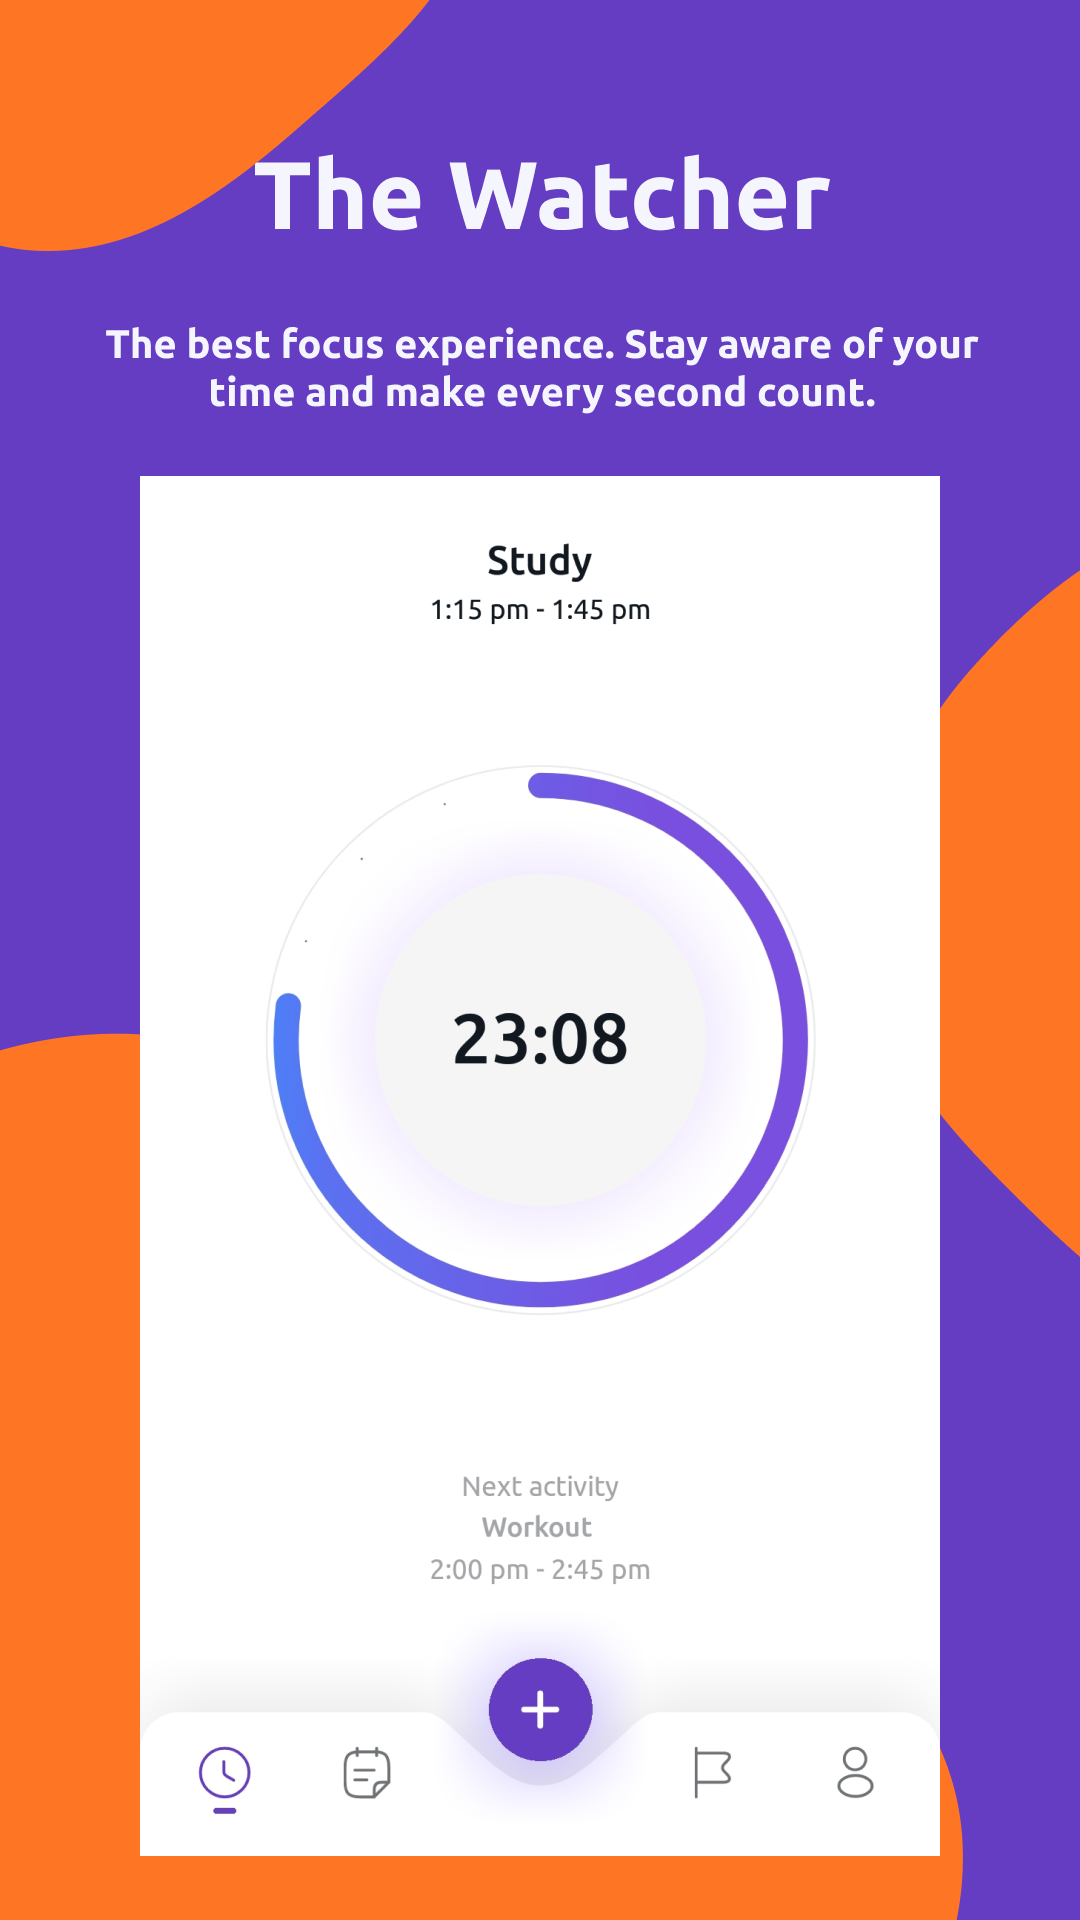 The Watcher
The best focus experience. Stay aware of your
time and make every second count.
Study
1:15 pm - 1:45 pm
23:08
Next activity
Workout
2:00 pm - 2:45 pm